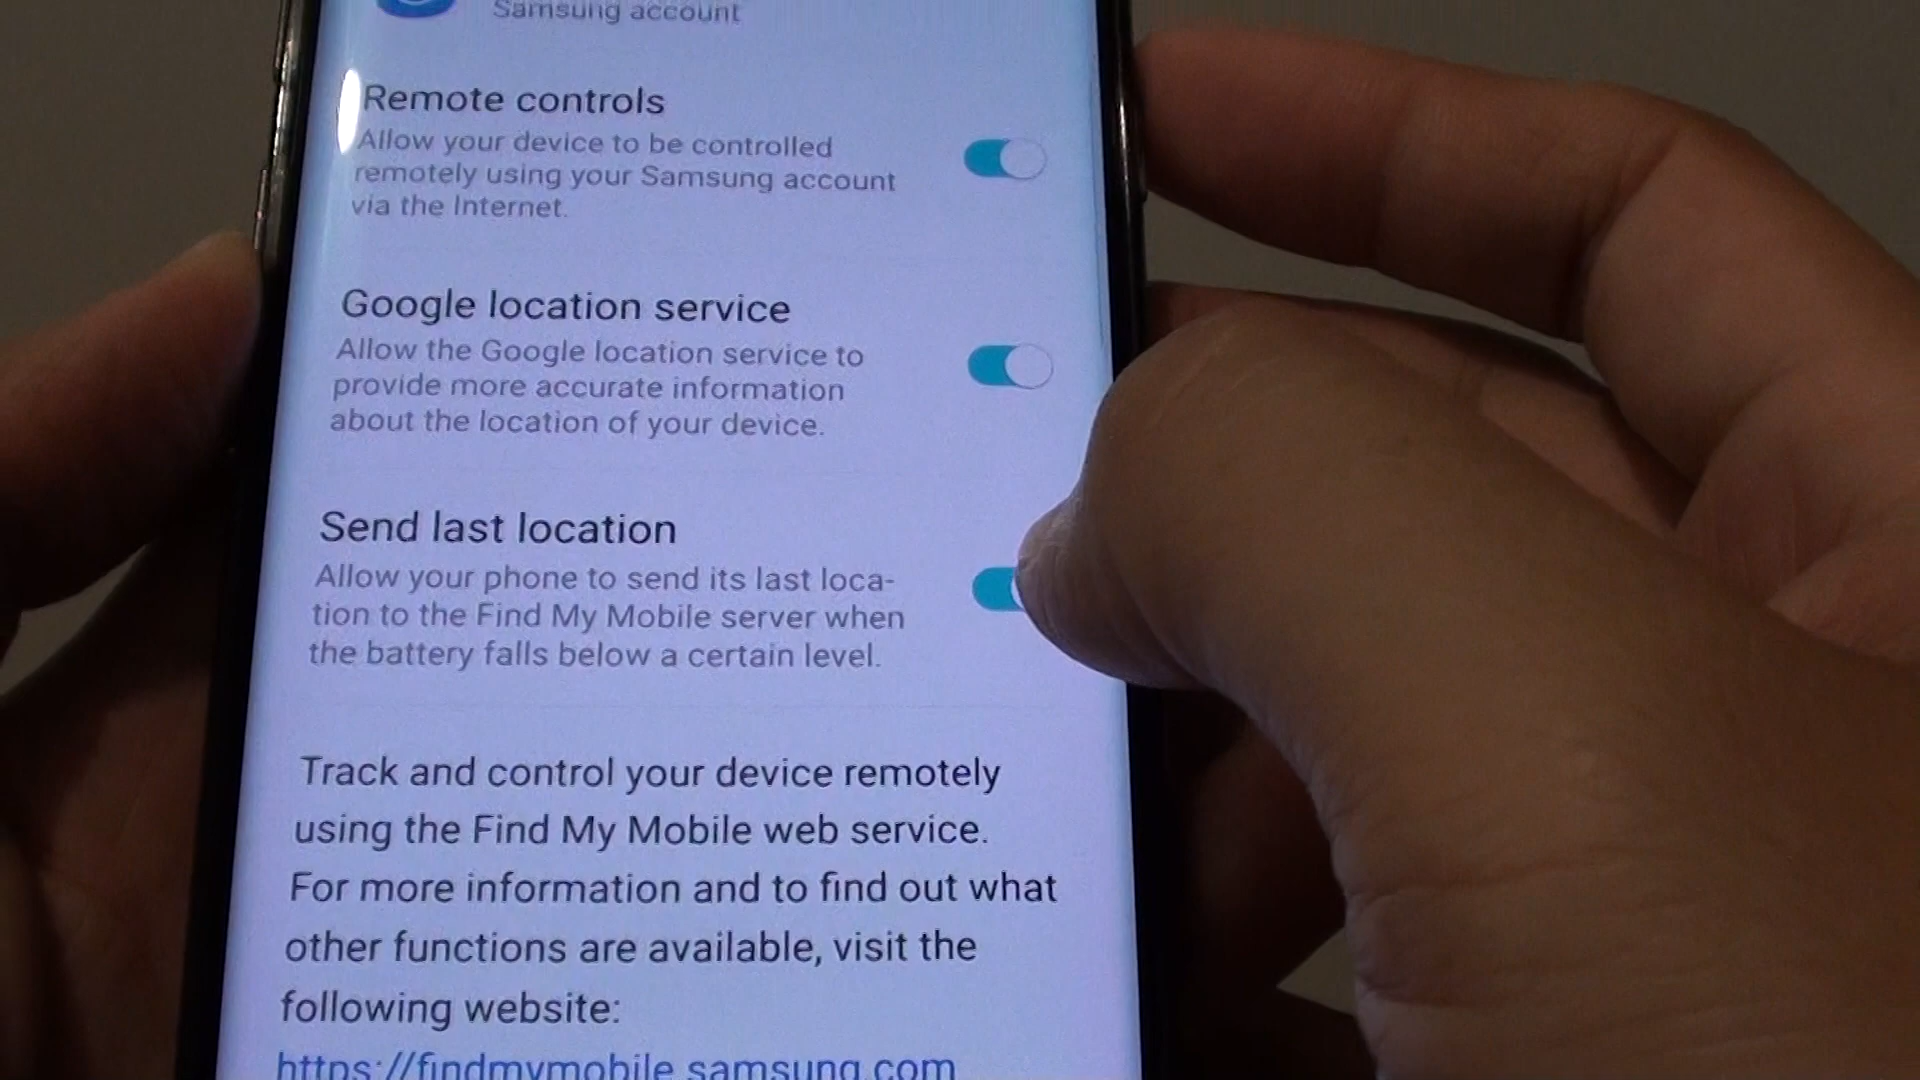 Samsung account
Remote controls
Allow your device to be controlled
remotely using your Samsung account
via the Internet.
Google location service
Allow the Google location service to
provide more accurate information
about the location of your device.
Send last location
Allow your phone to send its last loca-
tion to the Find My Mobile server when
the battery falls below a certain level.
Track and control your device remotely
using the Find My Mobile web service.
For more information and to find out what
other functions are available, visit the
following website:
https://findmymobile.samsung.com